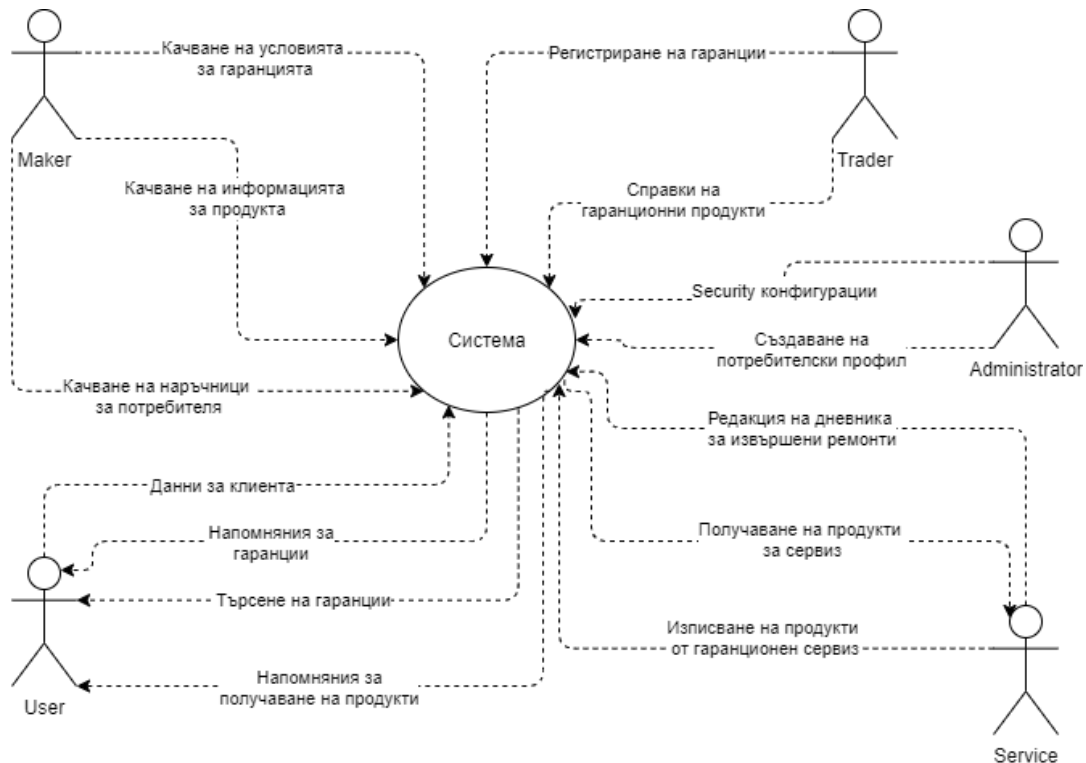 Качване на условията
за гаранцията
Регистриране на гаранции
Maker
Trader
Качване на информацията
за продукта
Справки на
гаранционни продукти
Security конфигурации
Система
Създаване на
потребителски профил
Administrator
Качване на наръчници
за потребителя
Редакция на дневника
за извършени ремонти
Данни за клиента
Напомняния за
гаранции
Получаване на продукти
за сервиз
Търсене на гаранции
Изписване на продукти
от гаранционен сервиз
Напомняния за
получаване на продукти
User
Service